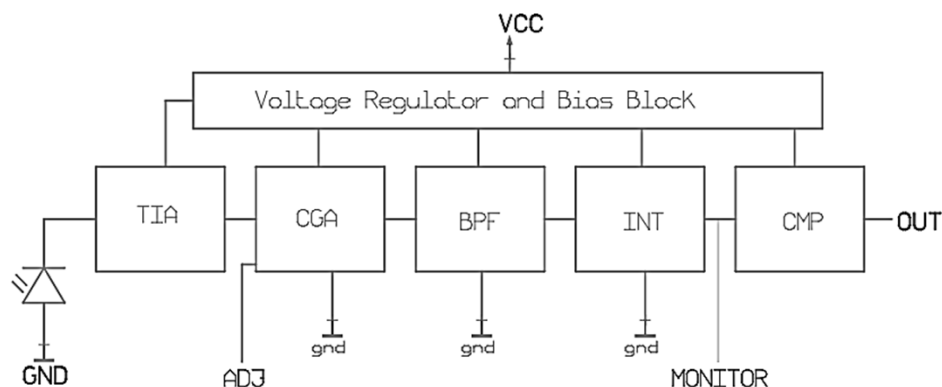 VCC
Voltage Regulator and Bias Block
TIA
CGA
BPF
INT
CMP
OUT
gnd
gnd
gnd
GND
ADJ
MONITOR